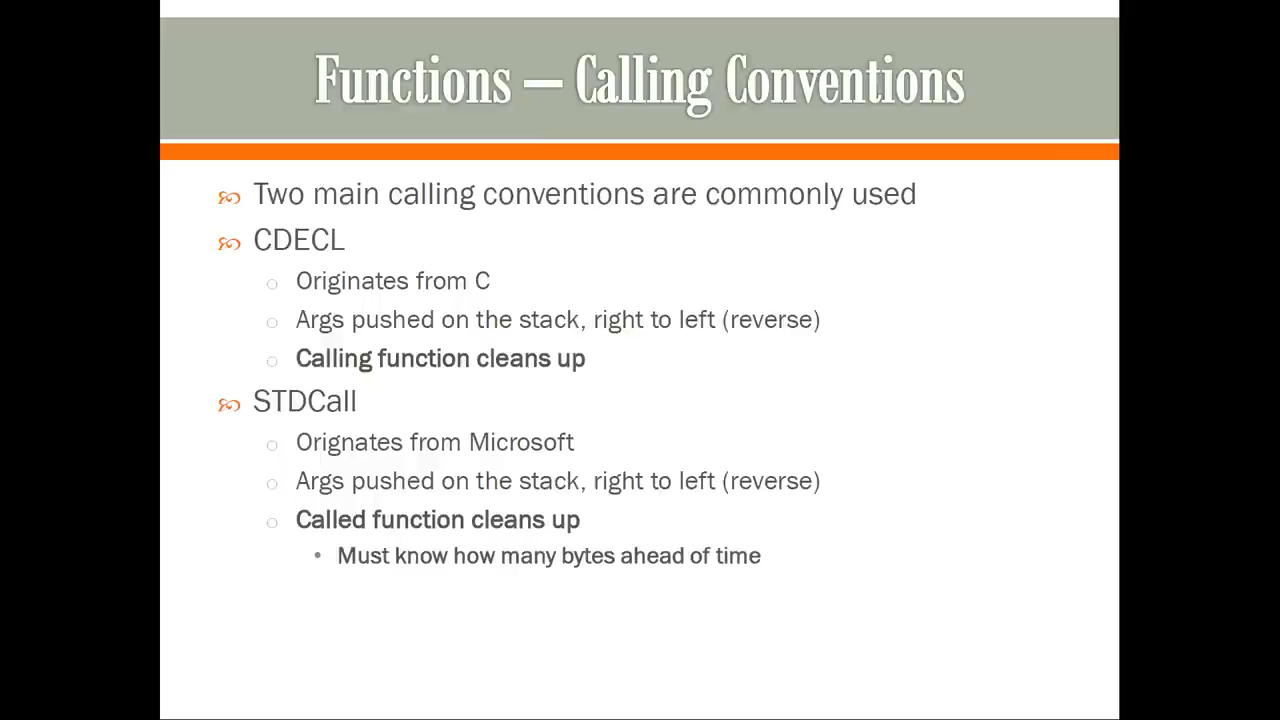 Functions – Calling Conventions
Two main calling conventions are commonly used
CDECL
Originates from C
Args pushed on the stack, right to left (reverse)
Calling function cleans up
STDCall
Orignates from Microsoft
Args pushed on the stack, right to left (reverse)
Called function cleans up
Must know how many bytes ahead of time